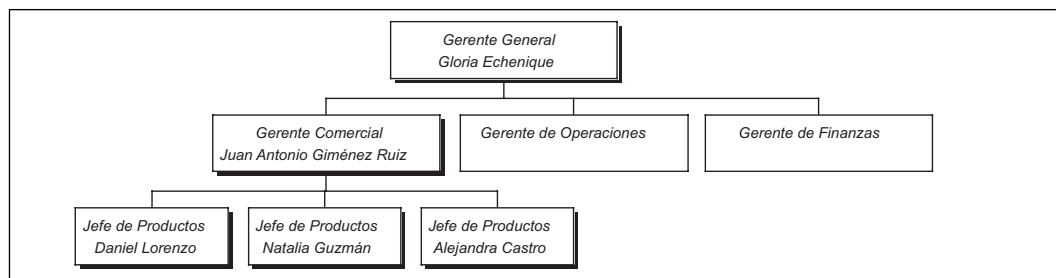 Gerente General
Gloria Echenique
Gerente Comercial
Juan Antonio Giménez Ruiz
Gerente de Operaciones
Gerente de Finanzas
Jefe de Productos
Daniel Lorenzo
Jefe de Productos
Natalia Guzmán
Jefe de Productos
Alejandra Castro